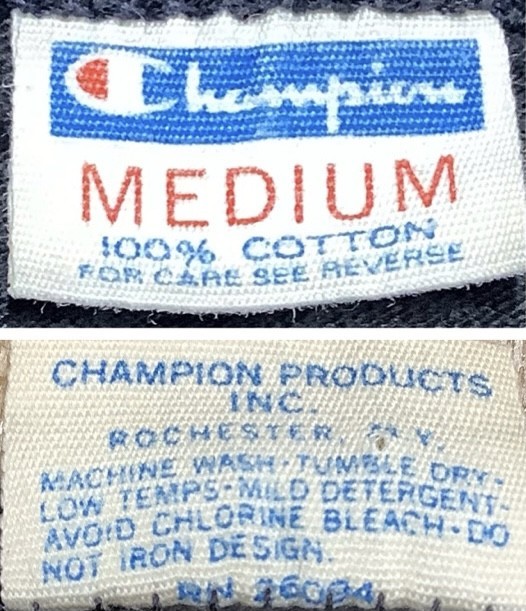 Champion
MEDIUM
100% COTTON
FOR CARE SEE REVERSE
CHAMPION PRODUCTS
INC.
ROCHESTER, N.Y.
MACHINE WASH-TUMBLE DRY-
LOW TEMPS-MILD DETERGENT-
AVOID CHLORINE BLEACH-DO
NOT IRON DESIGN.
RN 26094